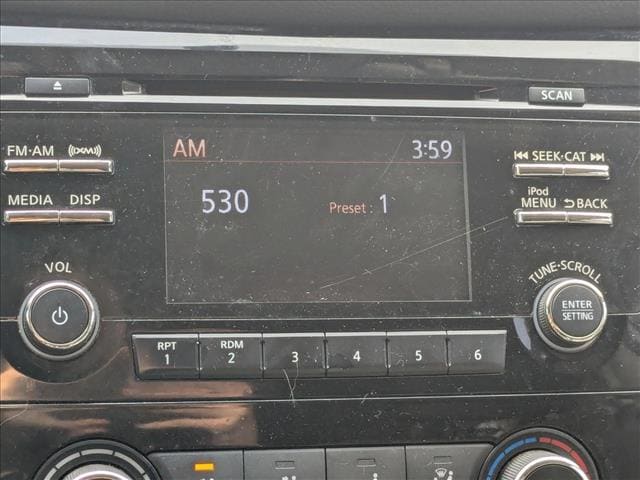 SCAN
FM·AM ((XM))
AM 3:59
SEEK·CAT
530 Preset : 1
iPod
MENU BACK
MEDIA DISP
VOL
TUNE·SCROLL
ENTER
SETTING
RPT RDM
1 2 3 4 5 6